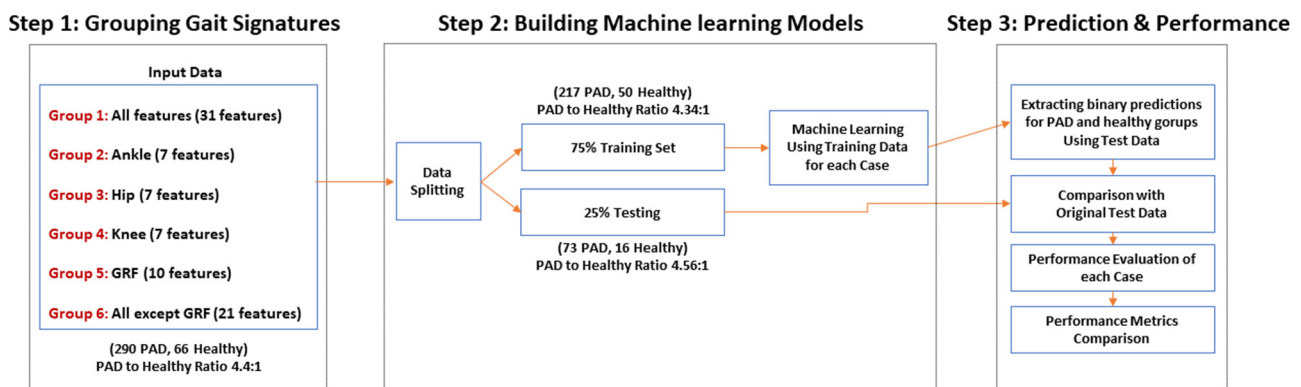 Step 1: Grouping Gait Signatures
Input Data
Group 1: All features (31 features)
Group 2: Ankle (7 features)
Group 3: Hip (7 features)
Group 4: Knee (7 features)
Group 5: GRF (10 features)
Group 6: All except GRF (21 features)
(290 PAD, 66 Healthy)
PAD to Healthy Ratio 4.4:1
Step 2: Building Machine learning Models
Data
Splitting
(217 PAD, 50 Healthy)
PAD to Healthy Ratio 4.34:1
75% Training Set
25% Testing
(73 PAD, 16 Healthy)
PAD to Healthy Ratio 4.56:1
Machine Learning
Using Training Data
for each Case
Step 3: Prediction & Performance
Extracting binary predictions
for PAD and healthy gorups
Using Test Data
Comparison with
Original Test Data
Performance Evaluation of
each Case
Performance Metrics
Comparison